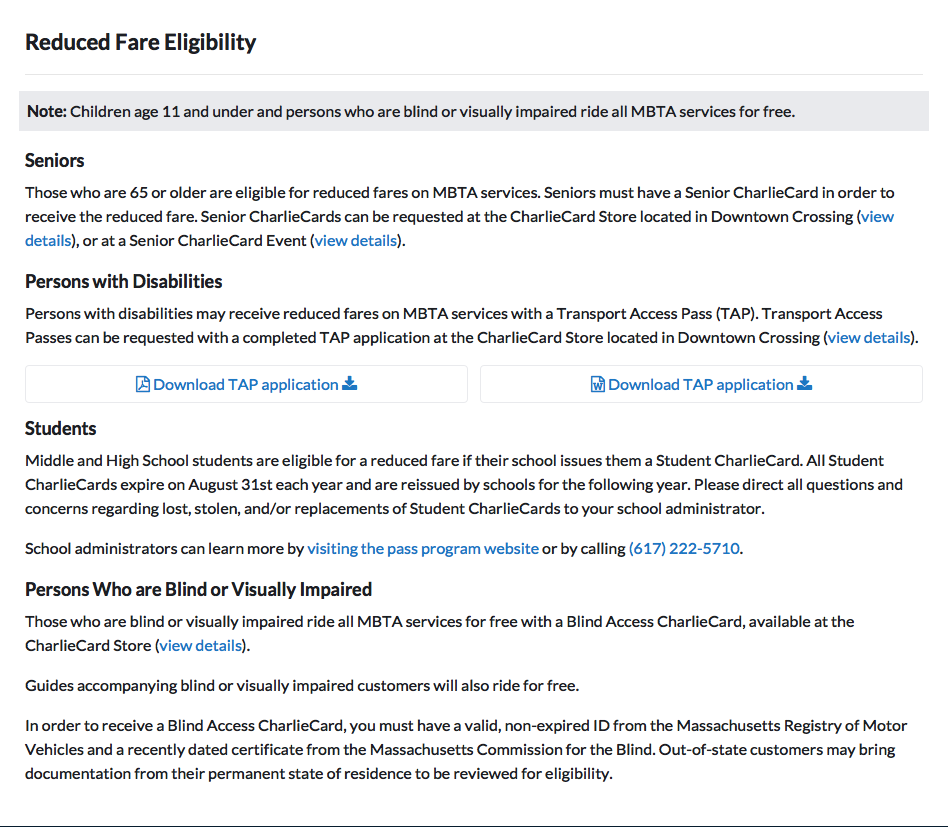 Reduced Fare Eligibility
Note: Children age 11 and under and persons who are blind or visually impaired ride all MBTA services for free.
Seniors
Those who are 65 or older are eligible for reduced fares on MBTA services. Seniors must have a Senior CharlieCard in order to
receive the reduced fare. Senior CharlieCards can be requested at the CharlieCard Store located in Downtown Crossing (view
details), or at a Senior CharlieCard Event (view details).
Persons with Disabilities
Persons with disabilities may receive reduced fares on MBTA services with a Transport Access Pass (TAP). Transport Access
Passes can be requested with a completed TAP application at the CharlieCard Store located in Downtown Crossing (view details).
Download TAP application
Download TAP application
Students
Middle and High School students are eligible for a reduced fare if their school issues them a Student CharlieCard. All Student
CharlieCards expire on August 31st each year and are reissued by schools for the following year. Please direct all questions and
concerns regarding lost, stolen, and/or replacements of Student CharlieCards to your school administrator.
School administrators can learn more by visiting the pass program website or by calling (617) 222-5710.
Persons Who are Blind or Visually Impaired
Those who are blind or visually impaired ride all MBTA services for free with a Blind Access CharlieCard, available at the
CharlieCard Store (view details).
Guides accompanying blind or visually impaired customers will also ride for free.
In order to receive a Blind Access CharlieCard, you must have a valid, non-expired ID from the Massachusetts Registry of Motor
Vehicles and a recently dated certificate from the Massachusetts Commission for the Blind. Out-of-state customers may bring
documentation from their permanent state of residence to be reviewed for eligibility.